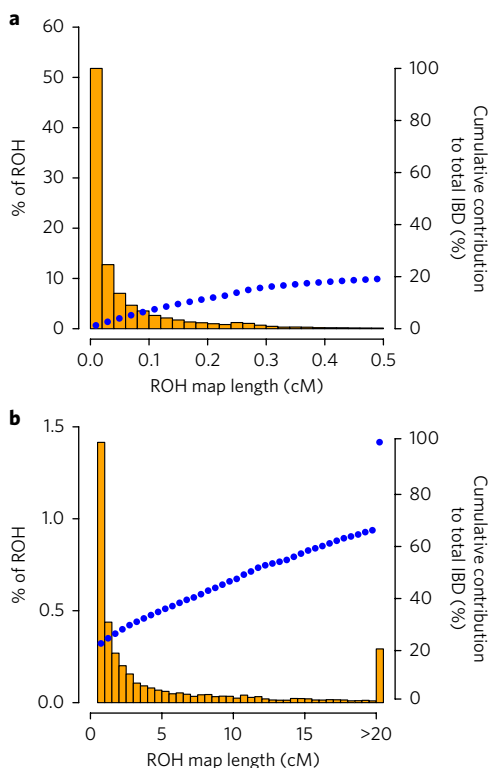 a
60
50
40
30
20
10
0
% of ROH
100
80
60
40
20
0
Cumulative contribution
to total IBD (%)
0.0 0.1 0.2 0.3 0.4 0.5
ROH map length (cM)
b
1.5
1.0
0.5
0.0
% of ROH
100
80
60
40
20
0
Cumulative contribution
to total IBD (%)
0 5 10 15 >20
ROH map length (cM)